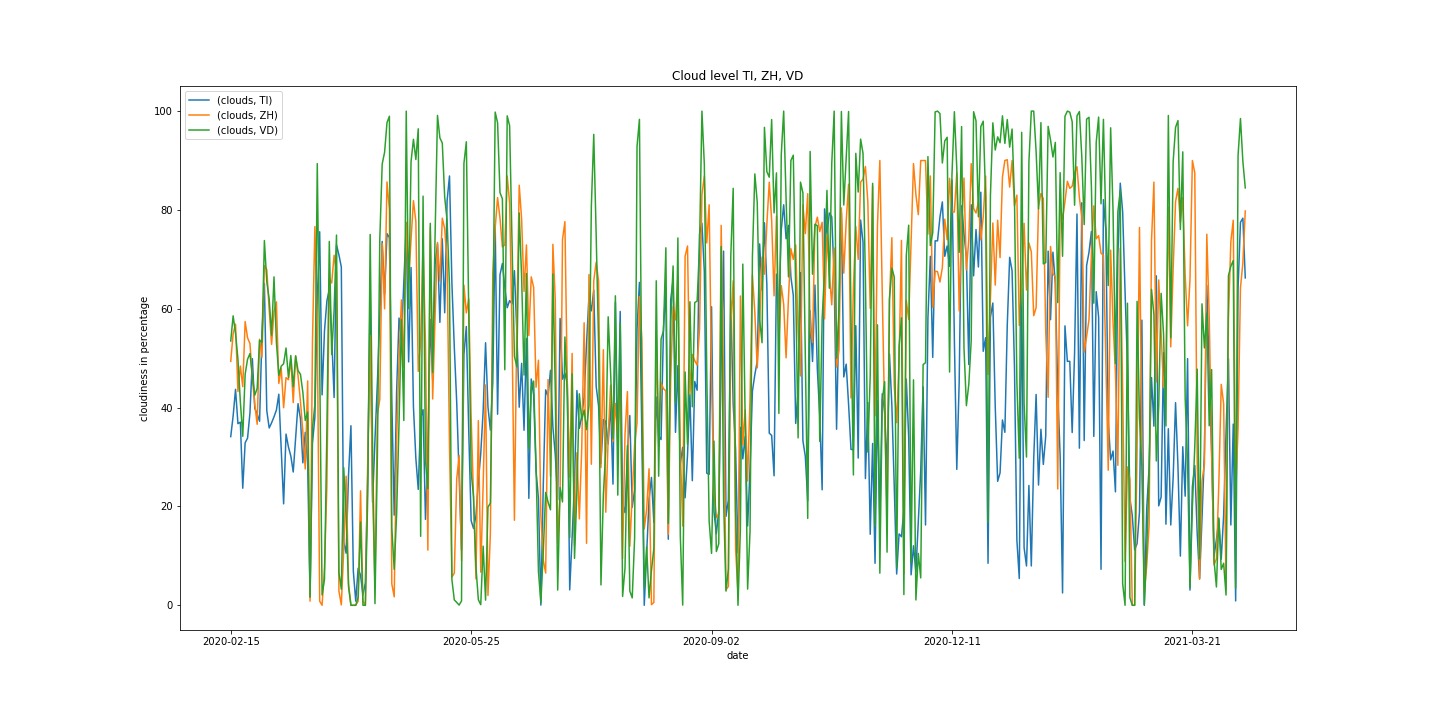 Cloud level TI, ZH, VD
(clouds, TI)
(clouds, ZH)
(clouds, VD)
cloudiness in percentage
100
80
60
40
20
0
2020-02-15
2020-05-25
2020-09-02
2020-12-11
2021-03-21
date